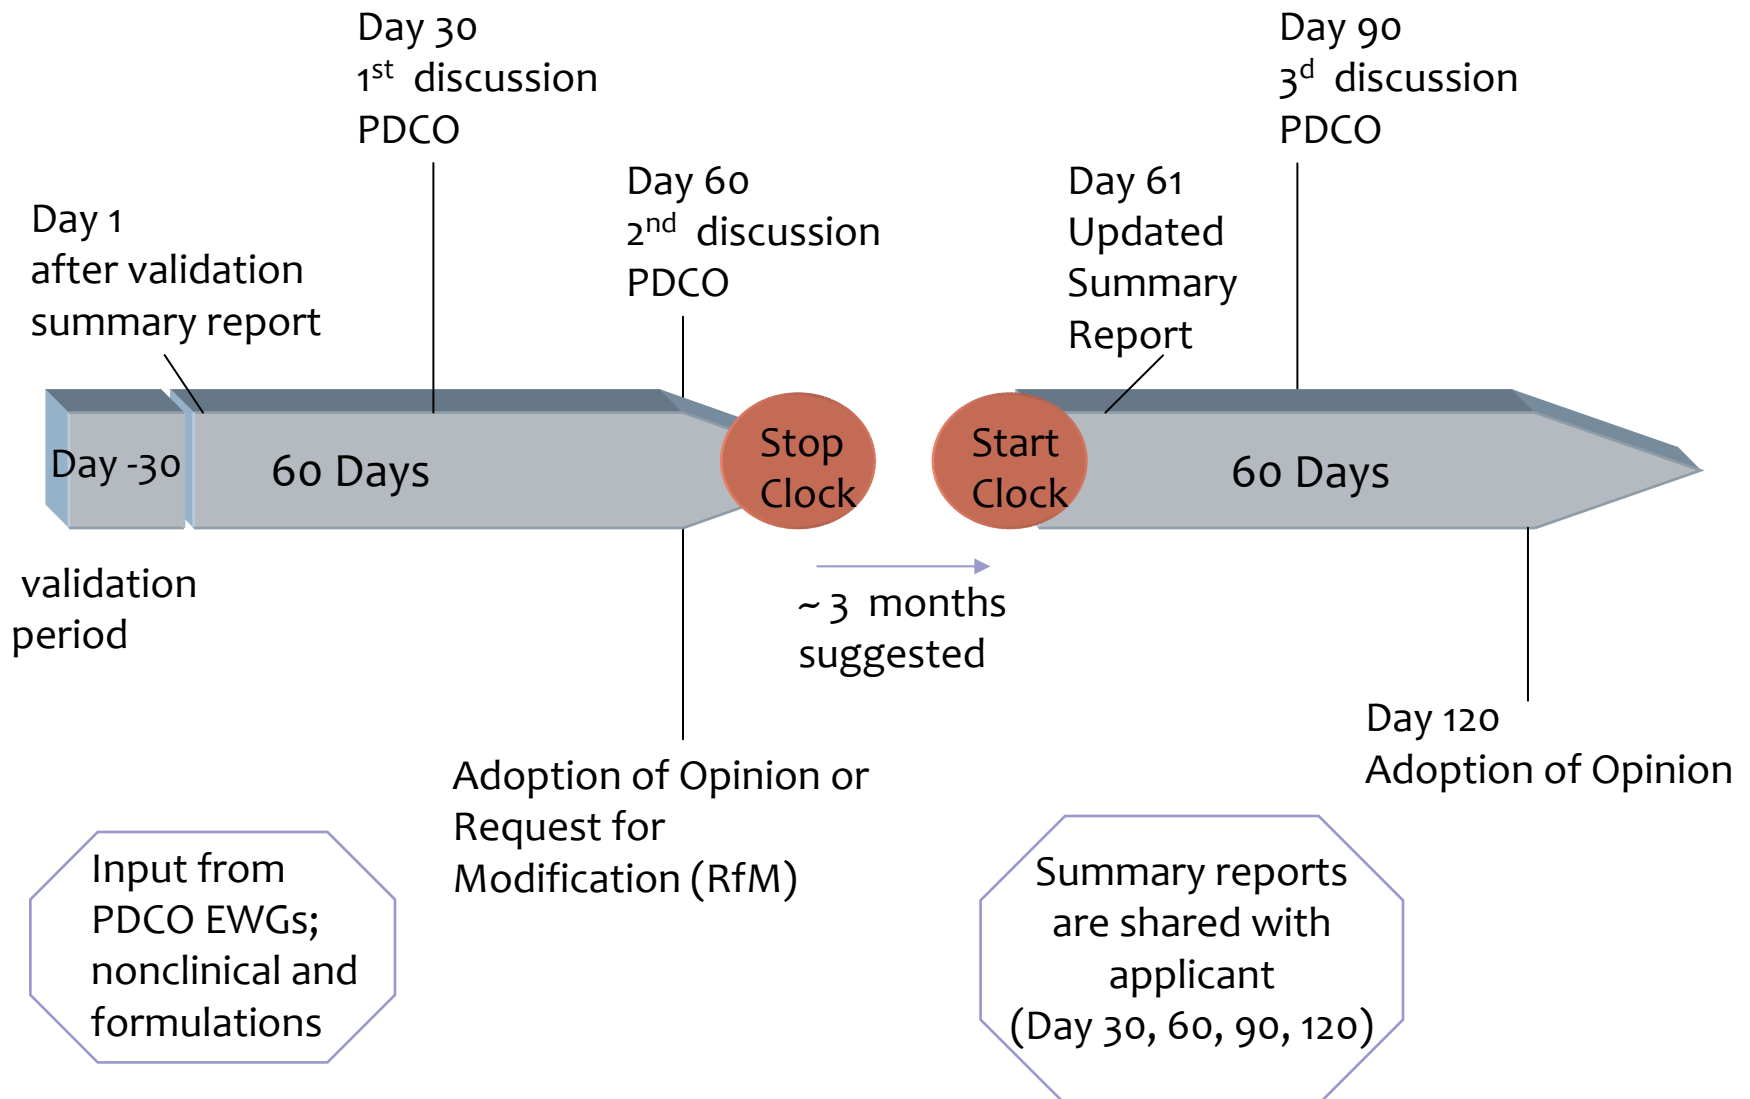 Day 30
1st discussion
PDCO
Day 90
3d discussion
PDCO
Day 60
2nd discussion
PDCO
Day 61
Updated
Summary
Report
Day 1
after validation
summary report
Day -30
60 Days
Stop
Clock
Start
Clock
60 Days
validation
period
~ 3 months
suggested
Adoption of Opinion or
Request for
Modification (RfM)
Day 120
Adoption of Opinion
Input from
PDCO EWGs;
nonclinical and
formulations
Summary reports
are shared with
applicant
(Day 30, 60, 90, 120)